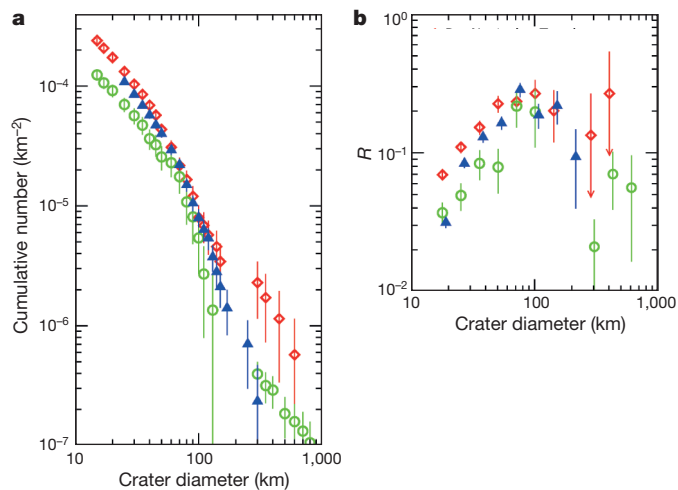 a
b
Cumulative number (km⁻²)
10⁻⁴
10⁻⁵
10⁻⁶
10⁻⁷
10
100
1,000
Crater diameter (km)
R
10⁰
10⁻¹
10⁻²
10
100
1,000
Crater diameter (km)